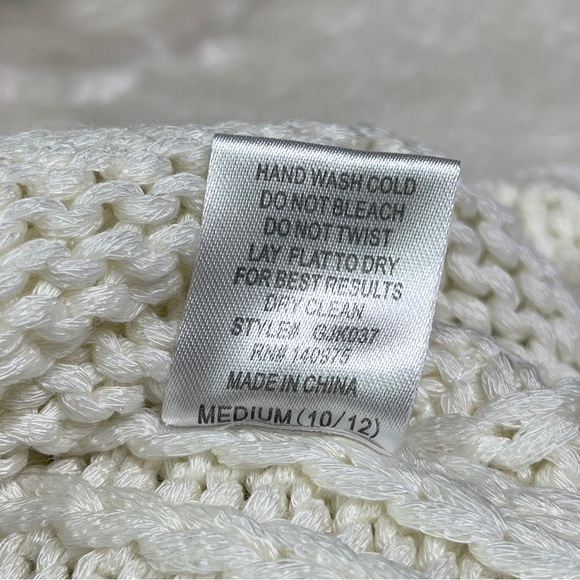 HAND WASH COLD
DO NOT BLEACH
DO NOT TWIST
LAY FLAT TO DRY
FOR BEST RESULTS
DRY CLEAN
STYLE# GJK037
RN# 140975
MADE IN CHINA
MEDIUM (10/12)